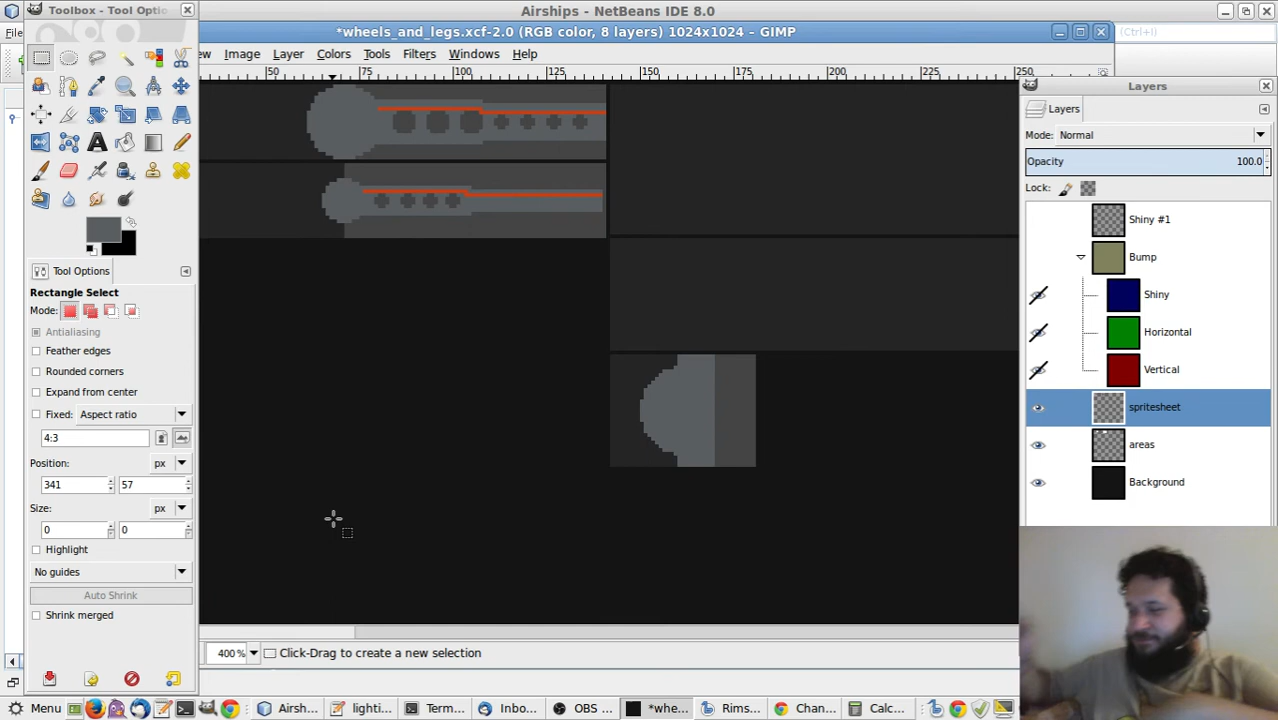 Toolbox - Tool Optio
Airships - NetBeans IDE 8.0
File
*wheels_and_legs.xcf-2.0 (RGB color, 8 layers) 1024x1024 – GIMP
(Ctrl+I)
ew Image Layer Colors Tools Filters Windows Help
50 75 100 125 150 175 200 225 250
Layers
Layers
Mode: Normal
Opacity 100.0
Lock:
Shiny #1
Bump
Shiny
Horizontal
Vertical
spritesheet
areas
Background
Tool Options
Rectangle Select
Mode:
Antialiasing
Feather edges
Rounded corners
Expand from center
Fixed: Aspect ratio
4:3
Position: px
341 57
Size: px
0 0
Highlight
No guides
Auto Shrink
Shrink merged
400% Click-Drag to create a new selection
Menu Airsh... lighti... Term... Inbo... OBS ... *whe... Rims... Chan... Calc...